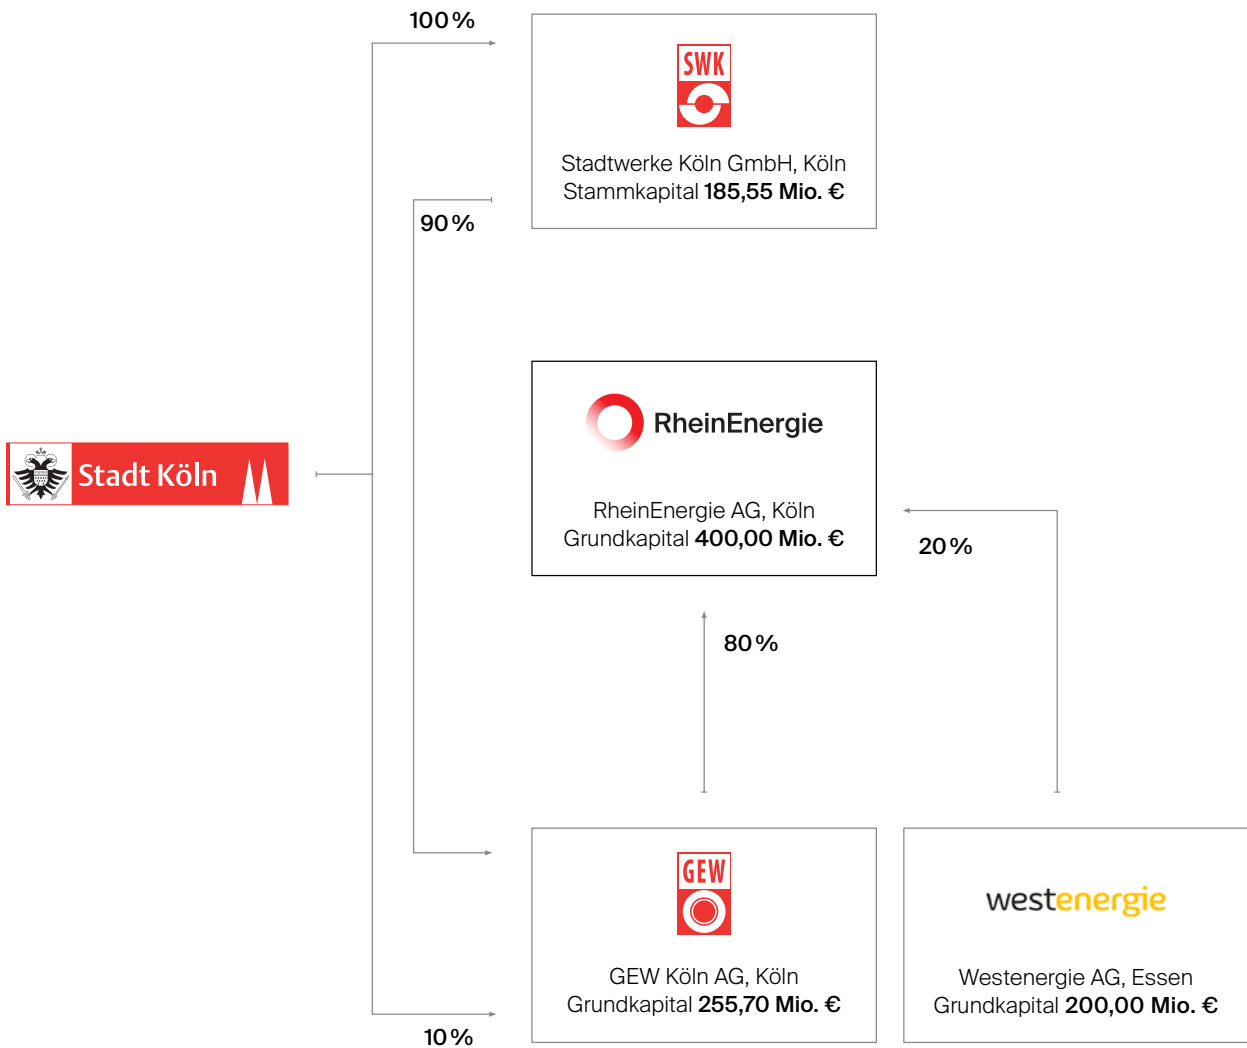 100 %
SWK
Stadtwerke Köln GmbH, Köln
Stammkapital 185,55 Mio. €
90 %
RheinEnergie
Stadt Köln
RheinEnergie AG, Köln
Grundkapital 400,00 Mio. €
20 %
80 %
GEW
westenergie
GEW Köln AG, Köln
Grundkapital 255,70 Mio. €
Westenergie AG, Essen
Grundkapital 200,00 Mio. €
10 %